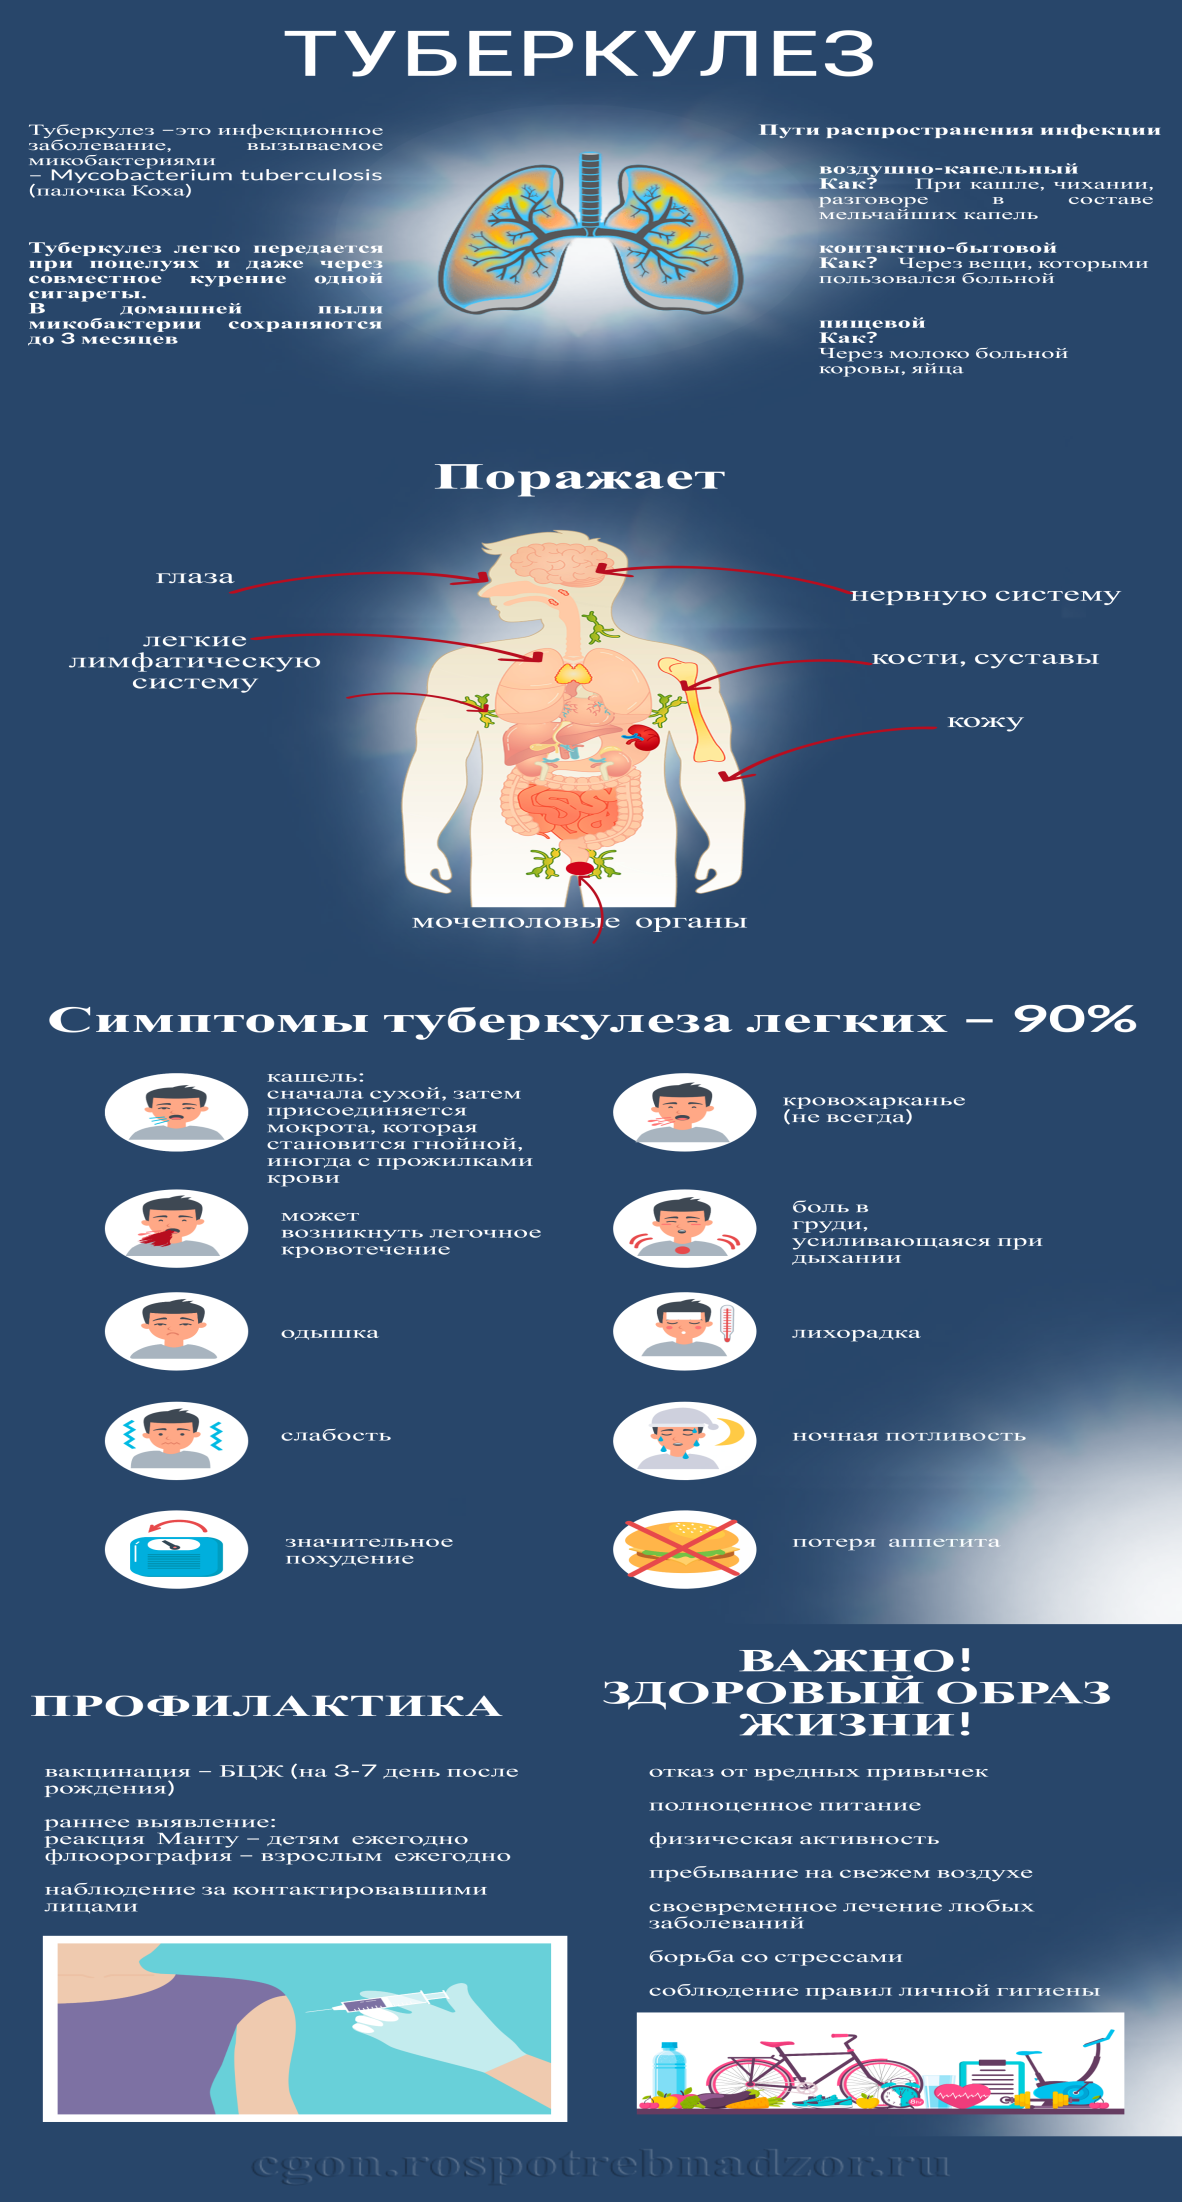 ТУБЕРКУЛЕЗ
Туберкулез –это инфекционное
заболевание, вызываемое
микобактериями
– Mycobacterium tuberculosis
(палочка Коха)
Туберкулез легко передается
при поцелуях и даже через
совместное курение одной
сигареты.
В домашней пыли
микобактерии сохраняются
до 3 месяцев
Пути распространения инфекции
воздушно-капельный
Как? При кашле, чихании,
разговоре в составе
мельчайших капель
контактно-бытовой
Как? Через вещи, которыми
пользовался больной
пищевой
Как?
Через молоко больной
коровы, яйца
Поражает
глаза
легкие
лимфатическую
систему
нервную систему
кости, суставы
кожу
мочеполовые органы
Симптомы туберкулеза легких – 90%
кашель:
сначала сухой, затем
присоединяется
мокрота, которая
становится гнойной,
иногда с прожилками
крови
кровохарканье
(не всегда)
может
возникнуть легочное
кровотечение
боль в
груди,
усиливающаяся при
дыхании
одышка
лихорадка
слабость
ночная потливость
значительное
похудение
потеря аппетита
ПРОФИЛАКТИКА
вакцинация – БЦЖ (на 3-7 день после
рождения)
раннее выявление:
реакция Манту – детям ежегодно
флюорография – взрослым ежегодно
наблюдение за контактировавшими
лицами
ВАЖНО!
ЗДОРОВЫЙ ОБРАЗ
ЖИЗНИ!
отказ от вредных привычек
полноценное питание
физическая активность
пребывание на свежем воздухе
своевременное лечение любых
заболеваний
борьба со стрессами
соблюдение правил личной гигиены
cgon.rospotrebnadzor.ru